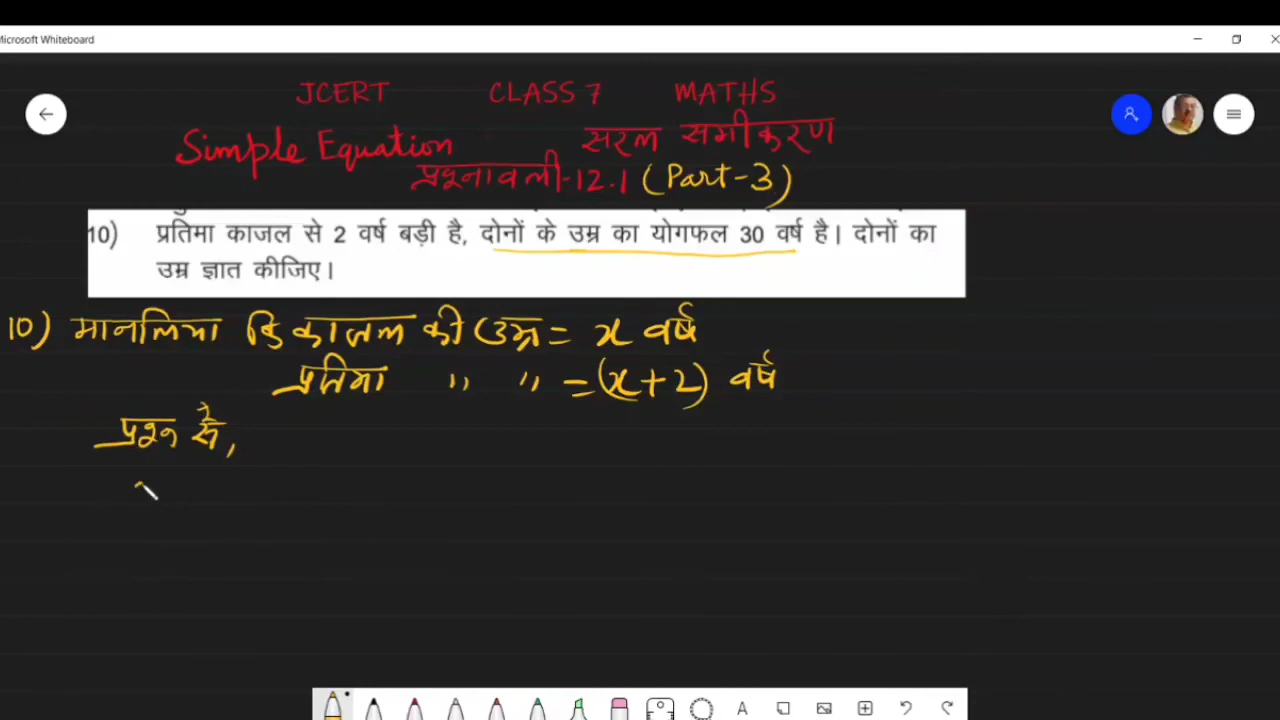 Microsoft Whiteboard
JCERT CLASS 7 MATHS
Simple Equation सरल समीकरण
प्रश्नावली-12.1 (Part-3)
10) प्रतिमा काजल से 2 वर्ष बड़ी है, दोनों के उम्र का योगफल 30 वर्ष है। दोनों का
उम्र ज्ञात कीजिए।
10) मानलिया कि काजल की उम्र = x वर्ष
प्रतिमा " " = (x+2) वर्ष
प्रश्न से,
A